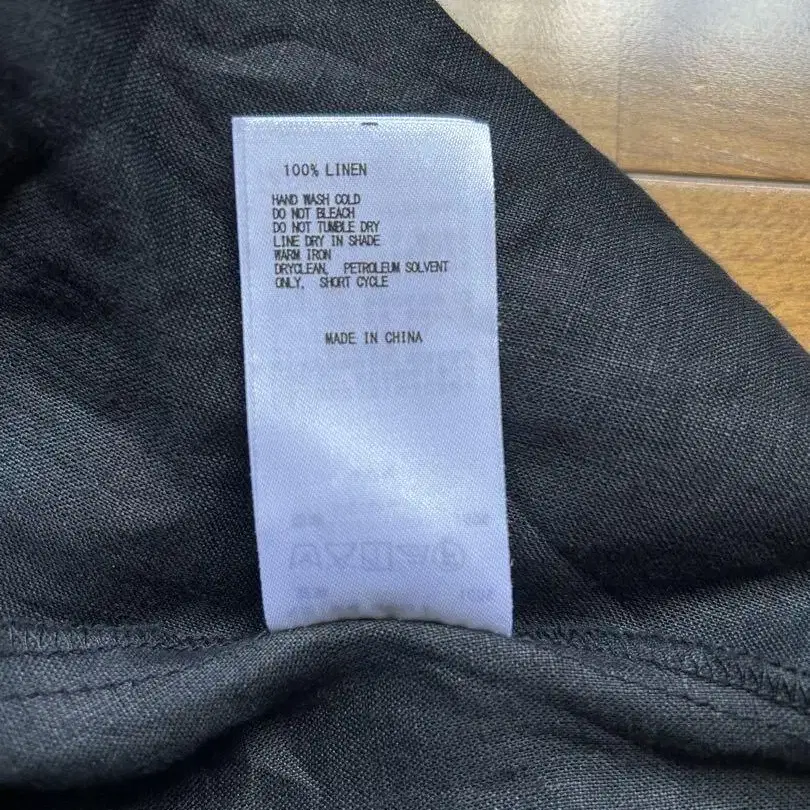 100% LINEN
HAND WASH COLD
DO NOT BLEACH
DO NOT TUMBLE DRY
LINE DRY IN SHADE
WARM IRON
DRYCLEAN, PETROLEUM SOLVENT
ONLY, SHORT CYCLE
MADE IN CHINA